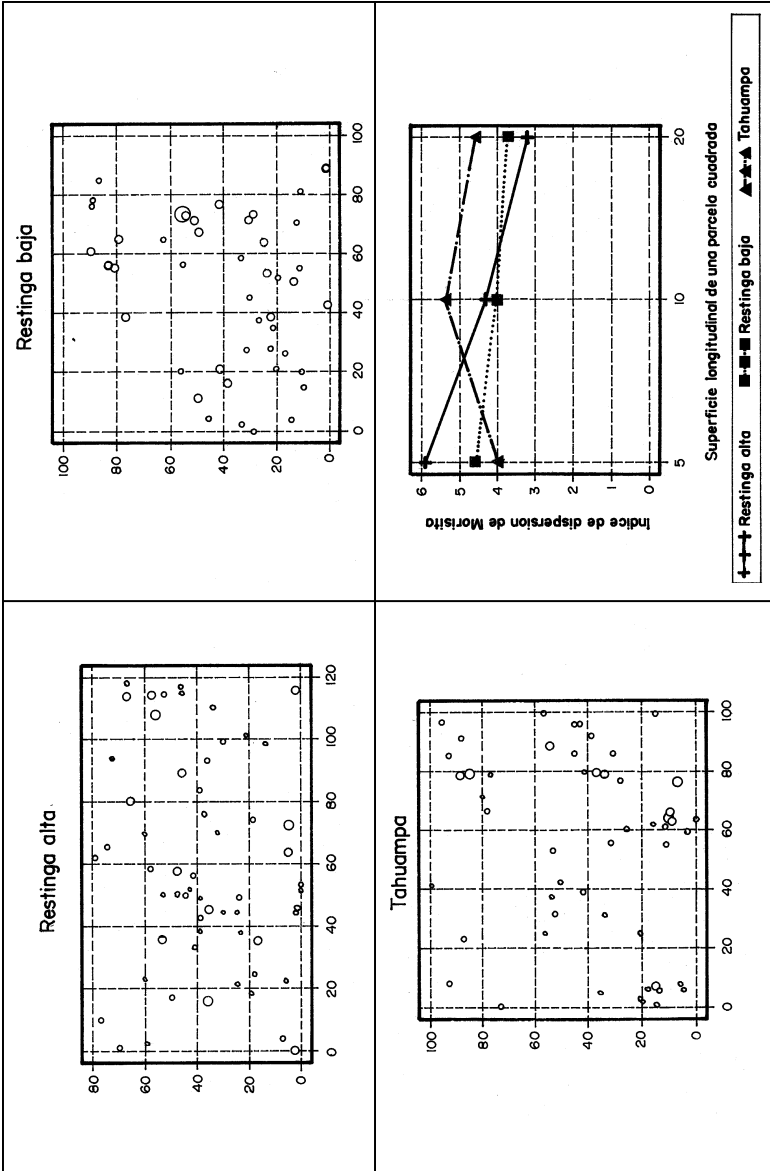 Restinga alta
80
60
40
20
0
0 20 40 60 80 100 120
Restinga baja
100
80
60
40
20
0
0 20 40 60 80 100
Tahuampa
100
80
60
40
20
0
0 20 40 60 80 100
Indice de dispersion de Morisita
6
5
4
3
2
1
0
5 10 20
Superficie longitudinal de una parcela cuadrada
Restinga alta Restinga baja Tahuampa